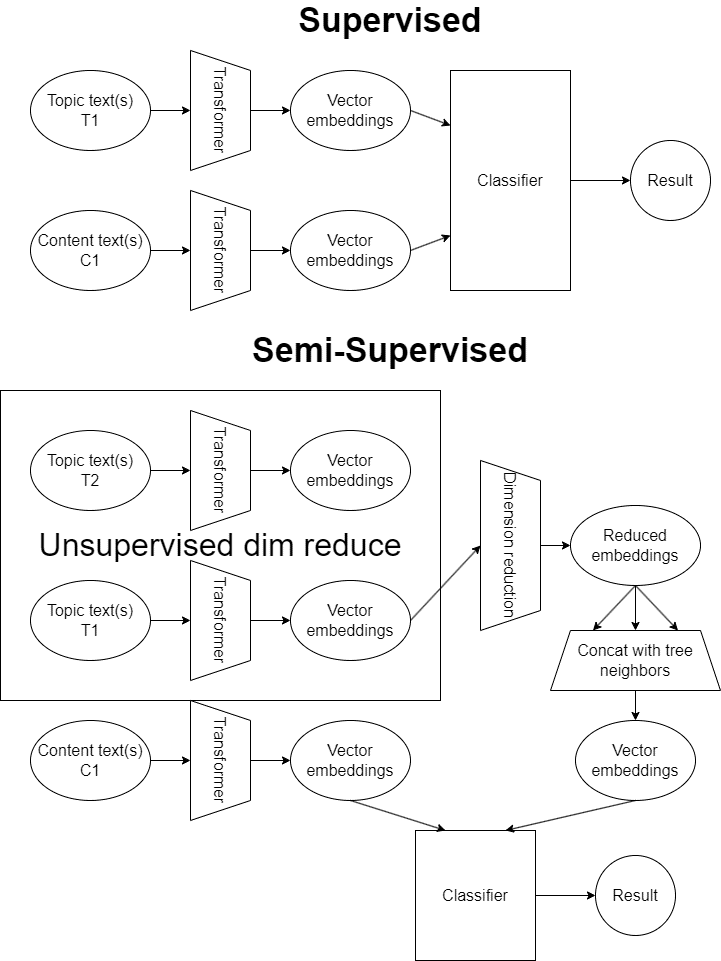 Supervised
Topic text(s)
T1
Transformer
Vector
embeddings
Classifier
Result
Content text(s)
C1
Transformer
Vector
embeddings
Semi-Supervised
Topic text(s)
T2
Transformer
Vector
embeddings
Unsupervised dim reduce
Topic text(s)
T1
Transformer
Vector
embeddings
Dimension reduction
Reduced
embeddings
Concat with tree
neighbors
Content text(s)
C1
Transformer
Vector
embeddings
Vector
embeddings
Classifier
Result